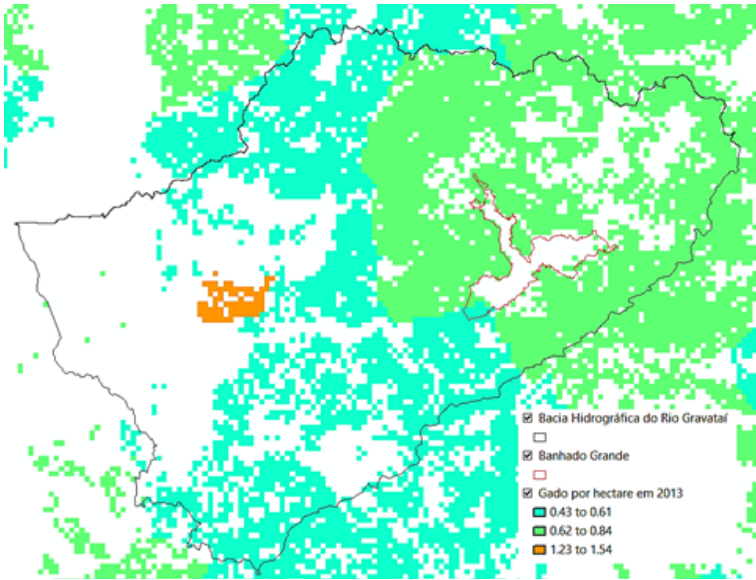 Bacia Hidrográfica do Rio Gravataí
Banhado Grande
Gado por hectare em 2013
0.43 to 0.61
0.62 to 0.84
1.23 to 1.54